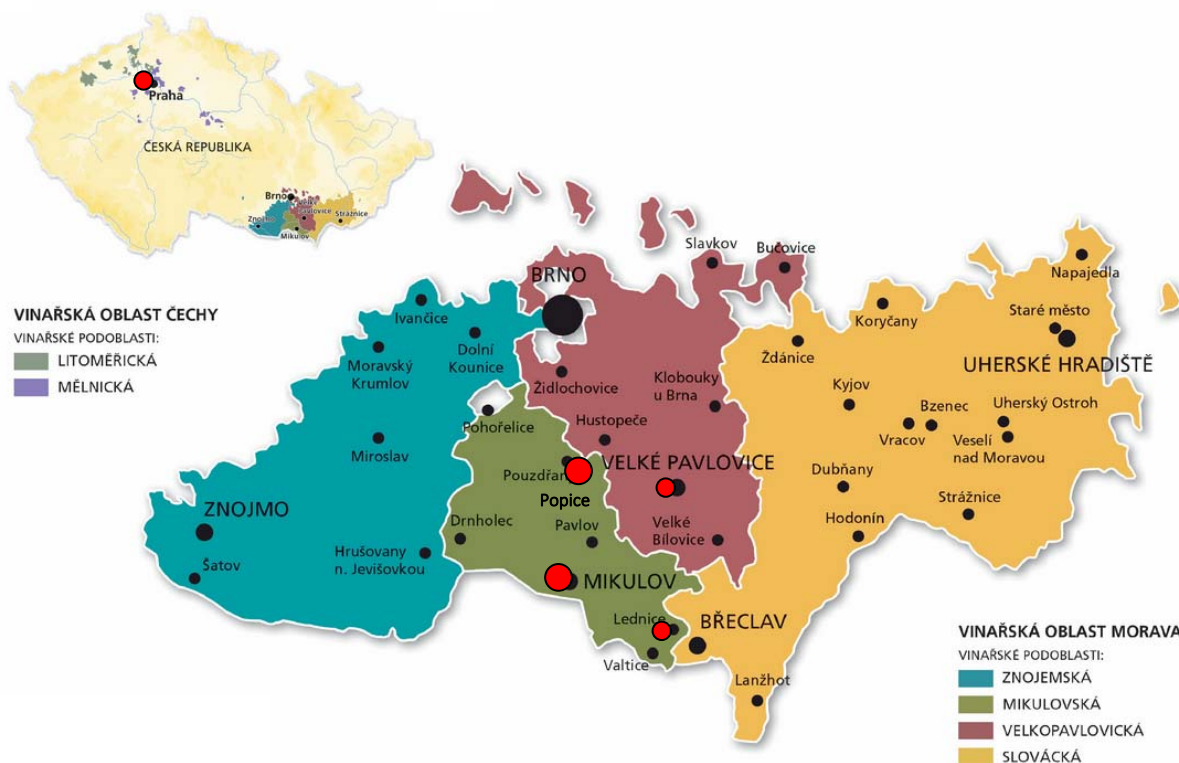 Praha
ČESKÁ REPUBLIKA
Brno
Pavlovice
Strážnice
Znojmo
Mikulov
VINAŘSKÁ OBLAST ČECHY
VINAŘSKÉ PODOBLASTI:
LITOMĚŘICKÁ
MĚLNICKÁ
Slavkov
Bučovice
BRNO
Napajedla
Ivančice
Koryčany
Staré město
Dolní
Kounice
Moravský
Krumlov
Ždánice
UHERSKÉ HRADIŠTĚ
Židlochovice
Klobouky
u Brna
Kyjov
Bzenec
Uherský Ostroh
Pohořelice
Hustopeče
Vracov
Veselí
nad Moravou
Miroslav
VELKÉ PAVLOVICE
Dubňany
Popice
Strážnice
ZNOJMO
Drnholec
Pavlov
Velké
Bílovice
Hodonín
Hrušovany
n. Jevišovkou
Šatov
MIKULOV
Lednice
BŘECLAV
Valtice
Lanžhot
VINAŘSKÁ OBLAST MORAVA
VINAŘSKÉ PODOBLASTI:
ZNOJEMSKÁ
MIKULOVSKÁ
VELKOPAVLOVICKÁ
SLOVÁCKÁ